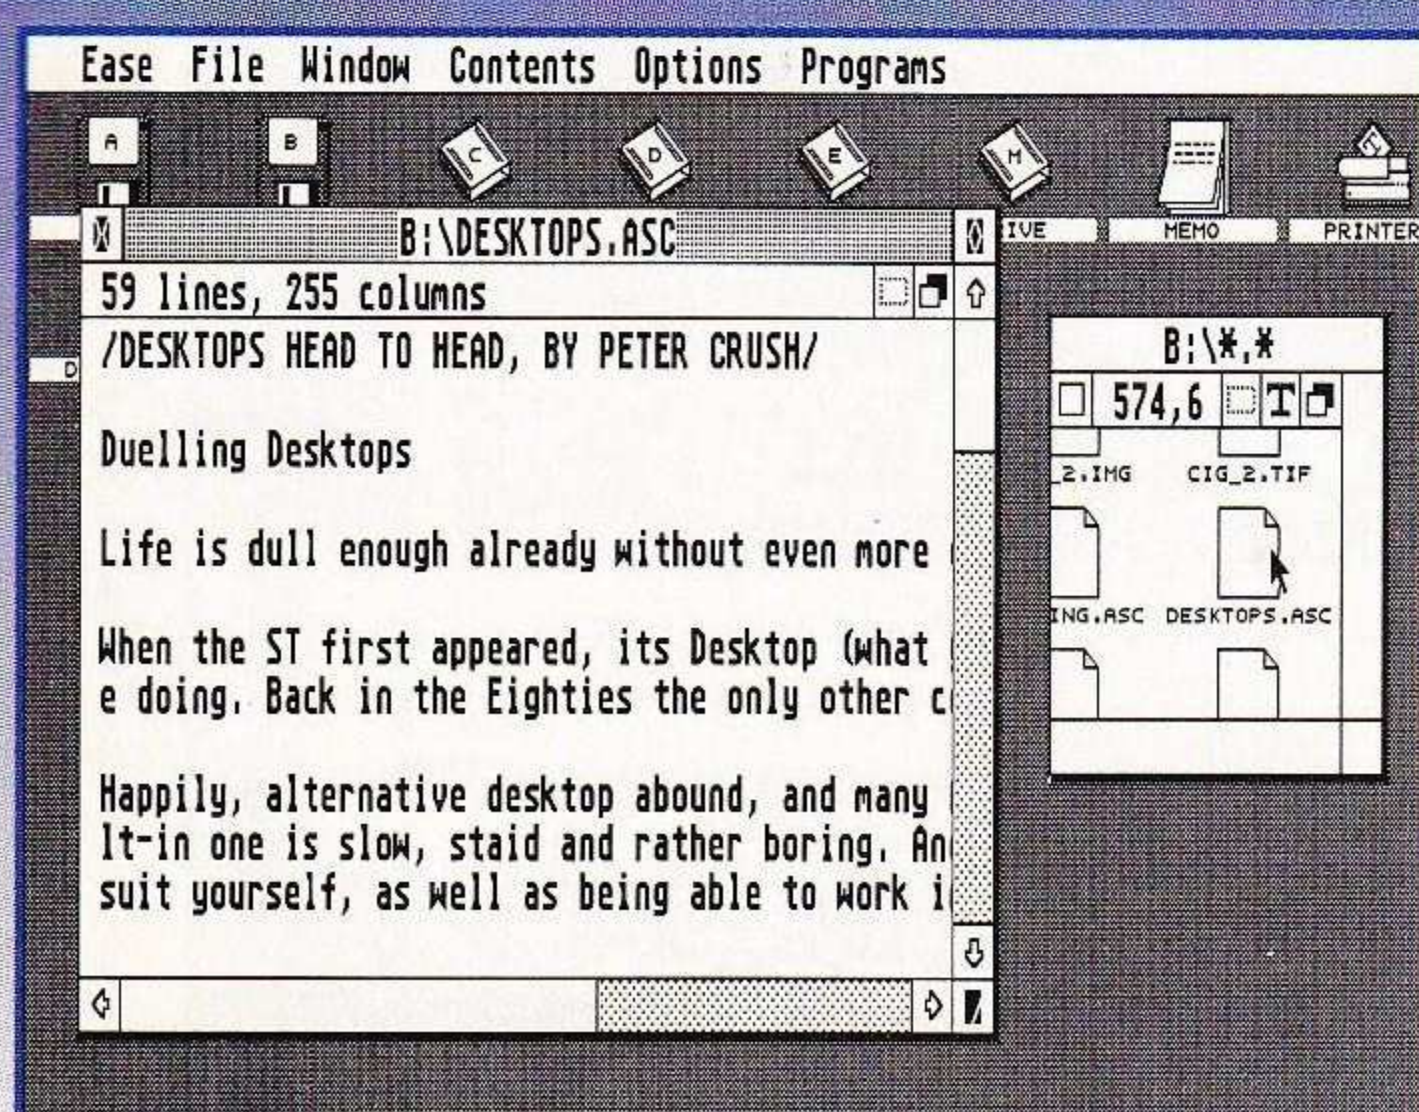 Ease File Window Contents Options Programs
A B C D E M
IVE MEMO PRINTER
B:\DESKTOPS.ASC
59 lines, 255 columns
/DESKTOPS HEAD TO HEAD, BY PETER CRUSH/
Duelling Desktops
Life is dull enough already without even more
When the ST first appeared, its Desktop (what
e doing. Back in the Eighties the only other c
Happily, alternative desktop abound, and many
lt-in one is slow, staid and rather boring. An
suit yourself, as well as being able to work i
D
B:\*.*
574,6 T
_2.IMG CIG_2.TIF
ING.ASC DESKTOPS.ASC